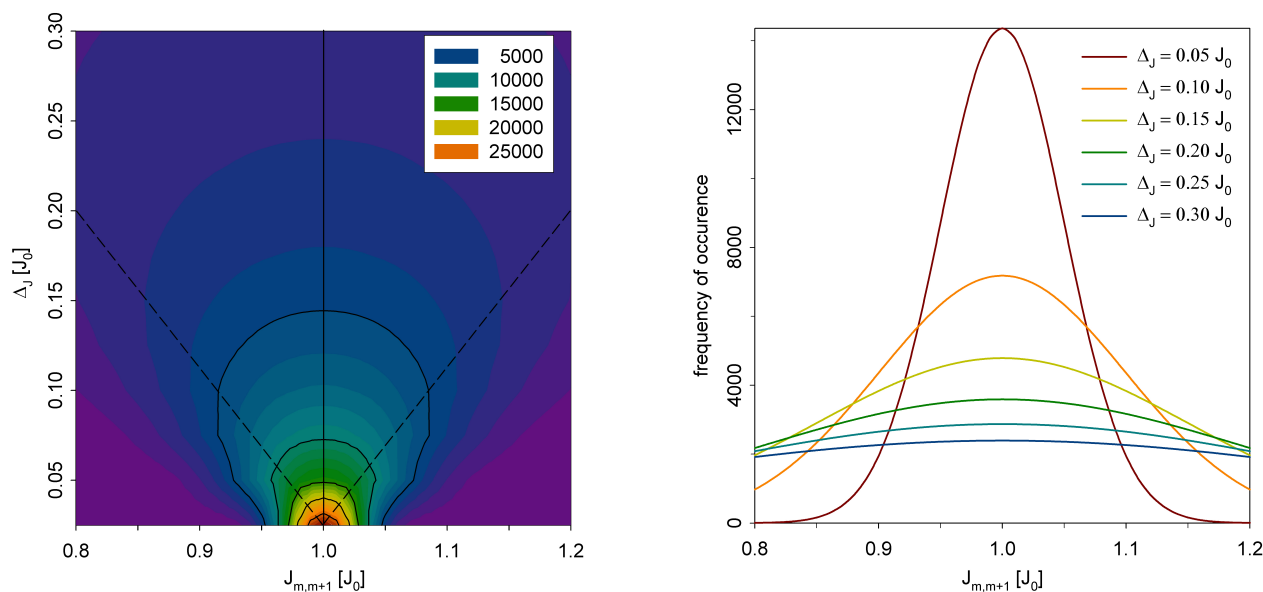 0.30
0.25
0.20
0.15
0.10
0.05
Δ_J [J_0]
5000
10000
15000
20000
25000
0.8
0.9
1.0
1.1
1.2
J_m,m+1 [J_0]
frequency of occurence
12000
8000
4000
0
Δ_J = 0.05 J_0
Δ_J = 0.10 J_0
Δ_J = 0.15 J_0
Δ_J = 0.20 J_0
Δ_J = 0.25 J_0
Δ_J = 0.30 J_0
0.8
0.9
1.0
1.1
1.2
J_m,m+1 [J_0]